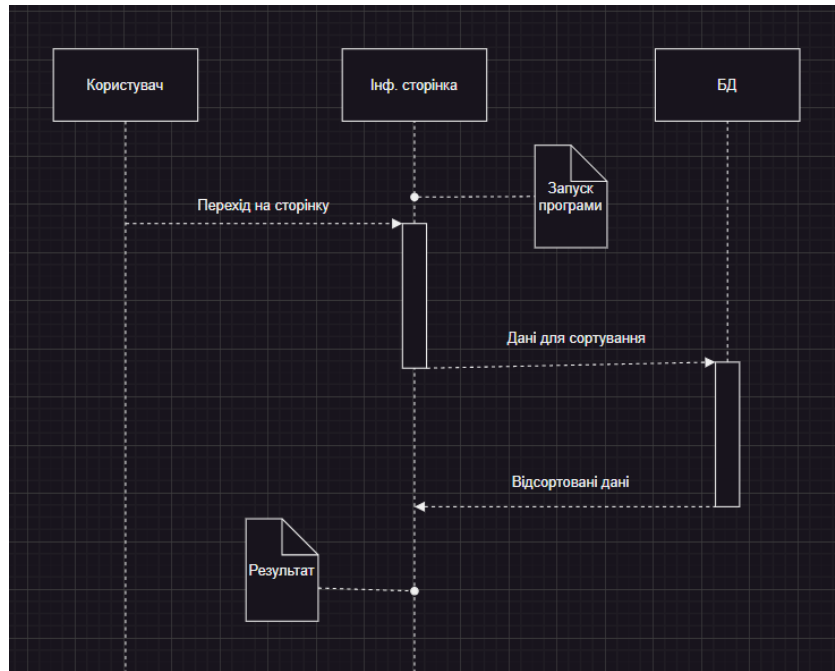 Користувач
Інф. сторінка
БД
Запуск
програми
Перехід на сторінку
Дані для сортування
Відсортовані дані
Результат